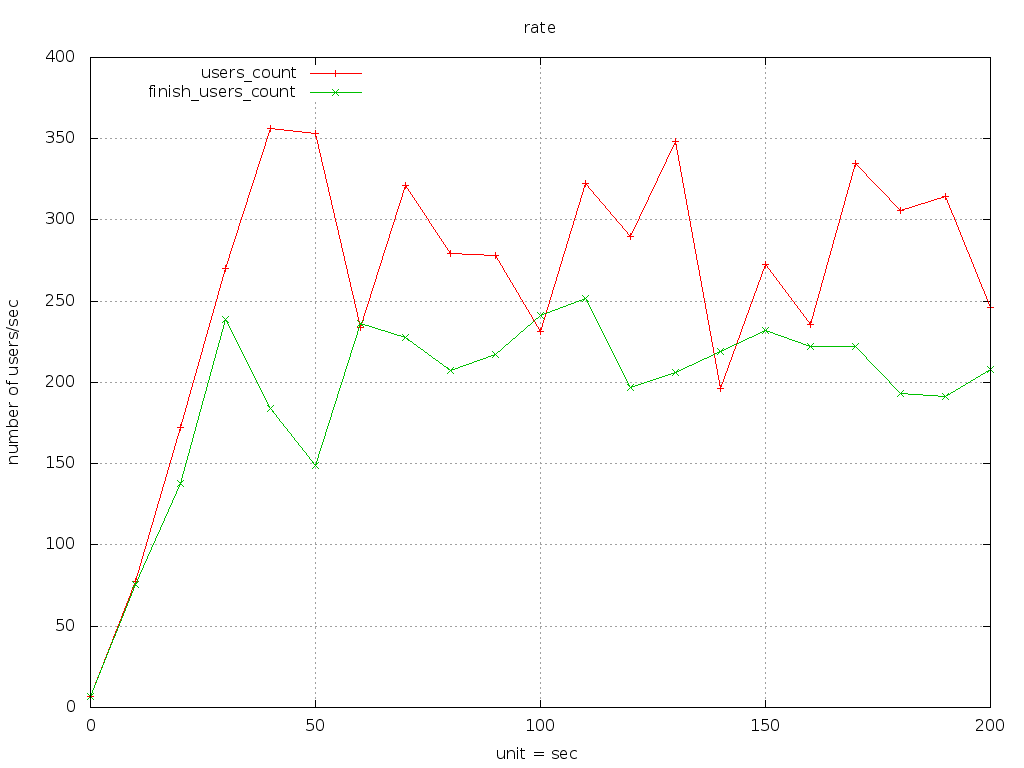 rate
users_count
finish_users_count
400
350
300
250
200
150
100
50
0
number of users/sec
0 50 100 150 200
unit = sec